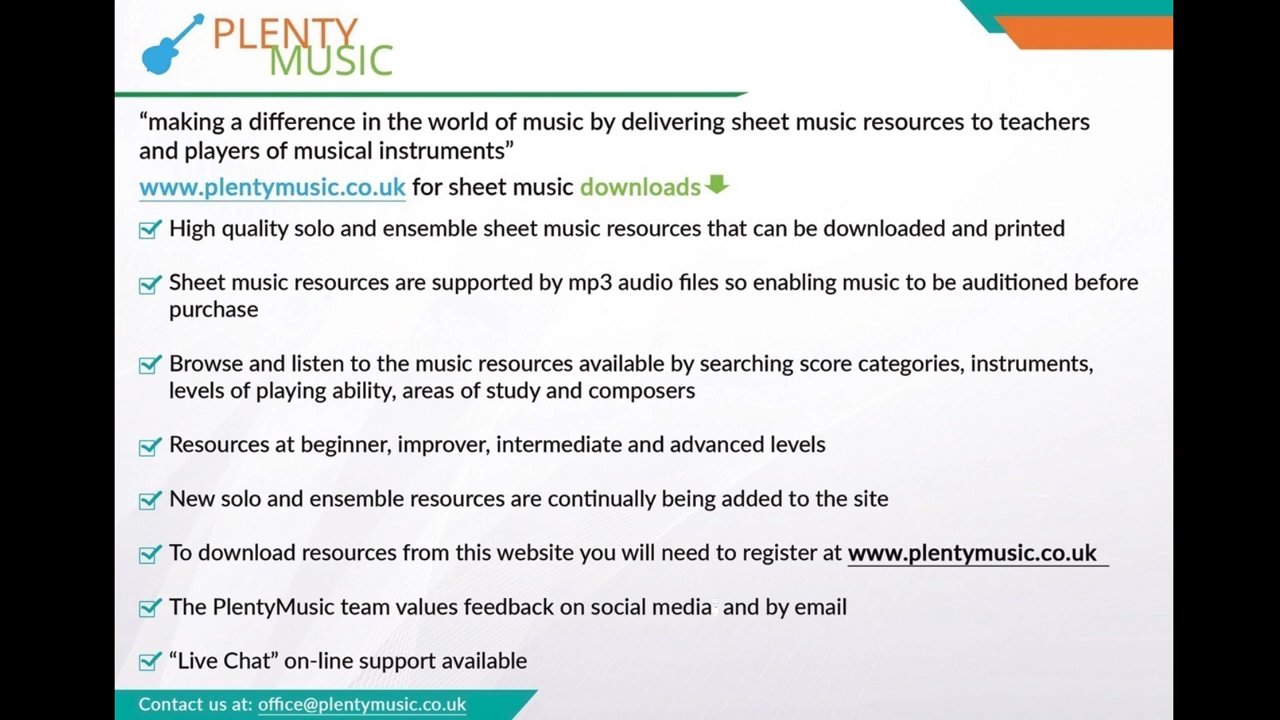 PLENTY
MUSIC
“making a difference in the world of music by delivering sheet music resources to teachers
and players of musical instruments”
www.plentymusic.co.uk for sheet music downloads
High quality solo and ensemble sheet music resources that can be downloaded and printed
Sheet music resources are supported by mp3 audio files so enabling music to be auditioned before
purchase
Browse and listen to the music resources available by searching score categories, instruments,
levels of playing ability, areas of study and composers
Resources at beginner, improver, intermediate and advanced levels
New solo and ensemble resources are continually being added to the site
To download resources from this website you will need to register at www.plentymusic.co.uk
The PlentyMusic team values feedback on social media and by email
“Live Chat” on-line support available
Contact us at: office@plentymusic.co.uk